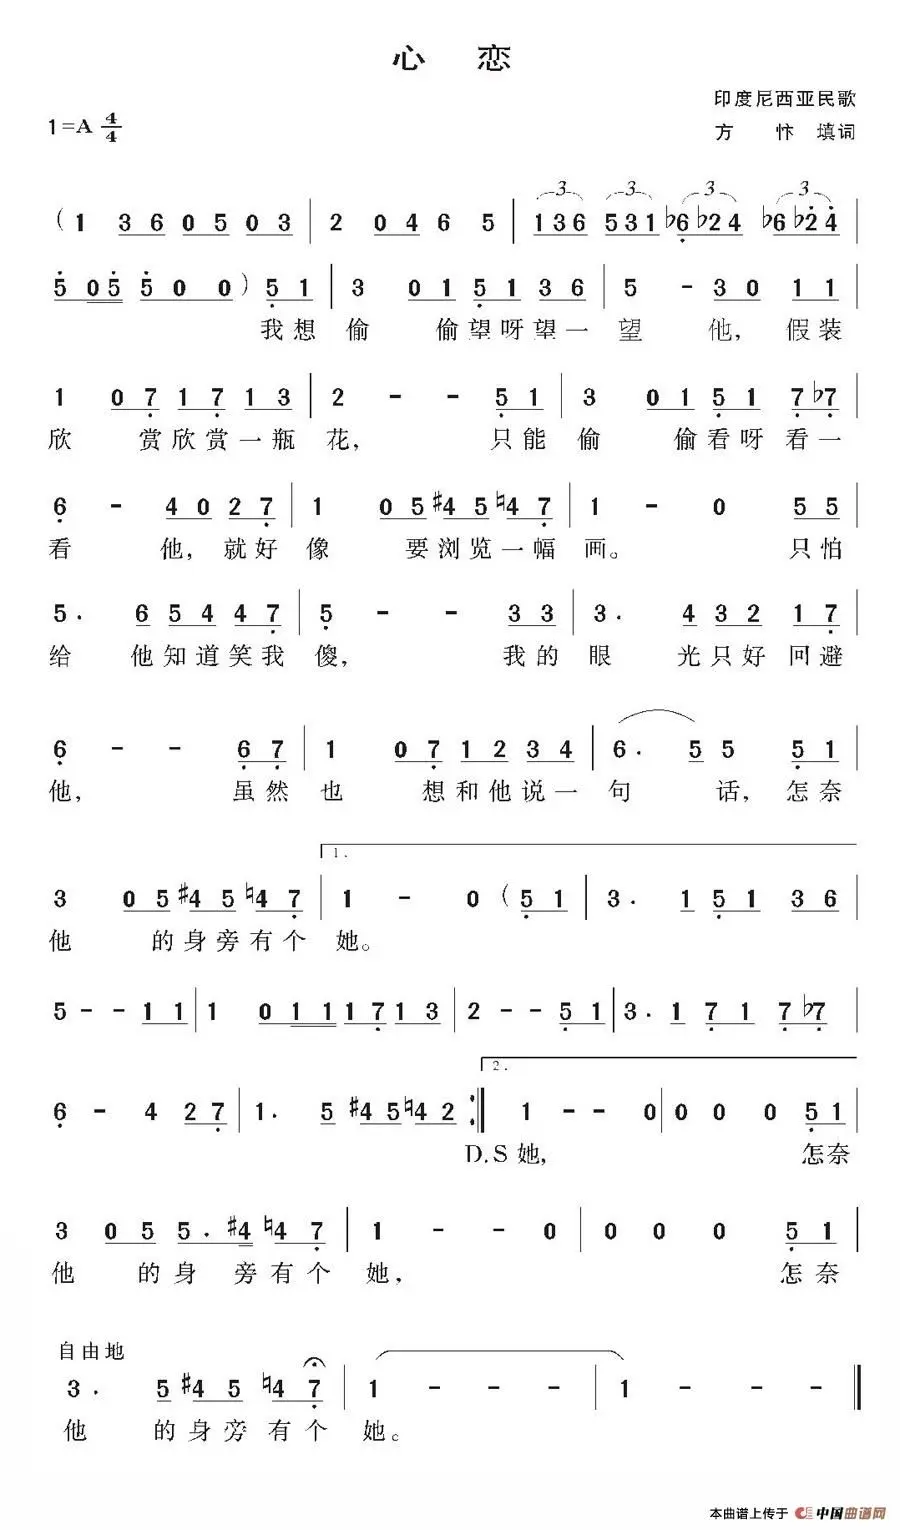 心 恋
印度尼西亚民歌
1=A 4/4
方 忭 填词
(1 3 6 0 5 0 3 | 2 0 4 6 5 | 1 3 6 5 3 1 ♭6 ♭2 4 ♭6 ♭2 4 |
3 3 3 3
5 0 5 5 0 0) 5 1 | 3 0 1 5 1 3 6 | 5 - 3 0 1 1 |
我想偷 偷望呀望一望 他,假装
1 0 7 1 7 1 3 | 2 - - 5 1 | 3 0 1 5 1 7 ♭7 |
欣 赏欣赏一瓶花, 只能偷 偷看呀看一
6 - 4 0 2 7 | 1 0 5 ♯4 5 ♮4 7 | 1 - 0 5 5 |
看 他,就好像 要浏览一幅画。 只怕
5. 6 5 4 4 7 | 5 - - 3 3 | 3. 4 3 2 1 7 |
给 他知道笑我傻, 我的眼 光只好回避
6 - - 6 7 | 1 0 7 1 2 3 4 | 6. 5 5 5 1 |
他, 虽然也 想和他说一句 话,怎奈
1.
3 0 5 ♯4 5 ♮4 7 | 1 - 0 (5 1 | 3. 1 5 1 3 6 |
他 的身旁有个她。
5 - - 1 1 | 1 0 1 1 1 7 1 3 | 2 - - 5 1 | 3. 1 7 1 7 ♭7 |
2.
6 - 4 2 7 | 1. 5 ♯4 5 ♮4 2 :‖ 1 - - 0 | 0 0 0 5 1 |
D.S 她, 怎奈
3 0 5 5. ♯4 ♮4 7 | 1 - - 0 | 0 0 0 5 1 |
他 的身 旁有个她, 怎奈
自由地
3. 5 ♯4 5 ♮4 7 | 1 - - - | 1 - - ‖
他 的身旁有个她。
本曲谱上传于 中国曲谱网